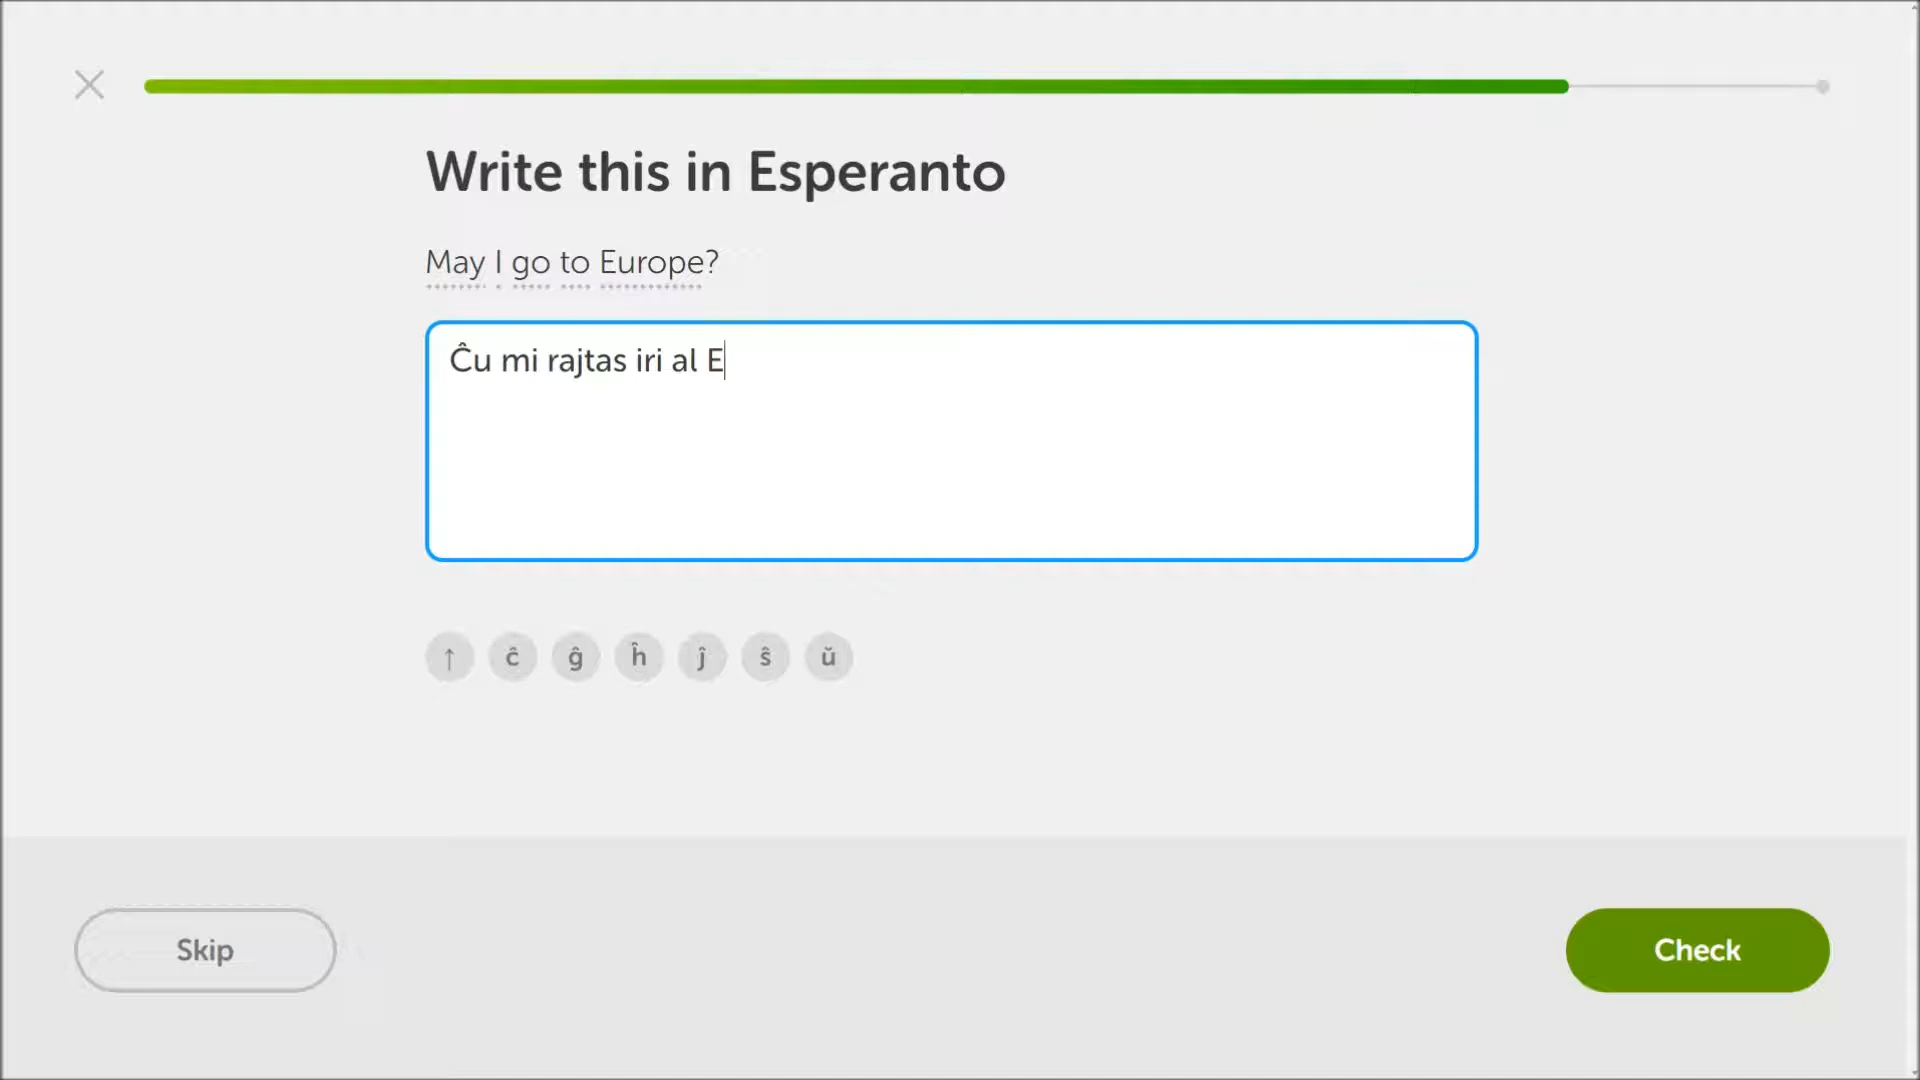 Write this in Esperanto
May I go to Europe?
Ĉu mi rajtas iri al E
↑ ĉ ĝ ĥ ĵ ŝ ŭ
Skip
Check